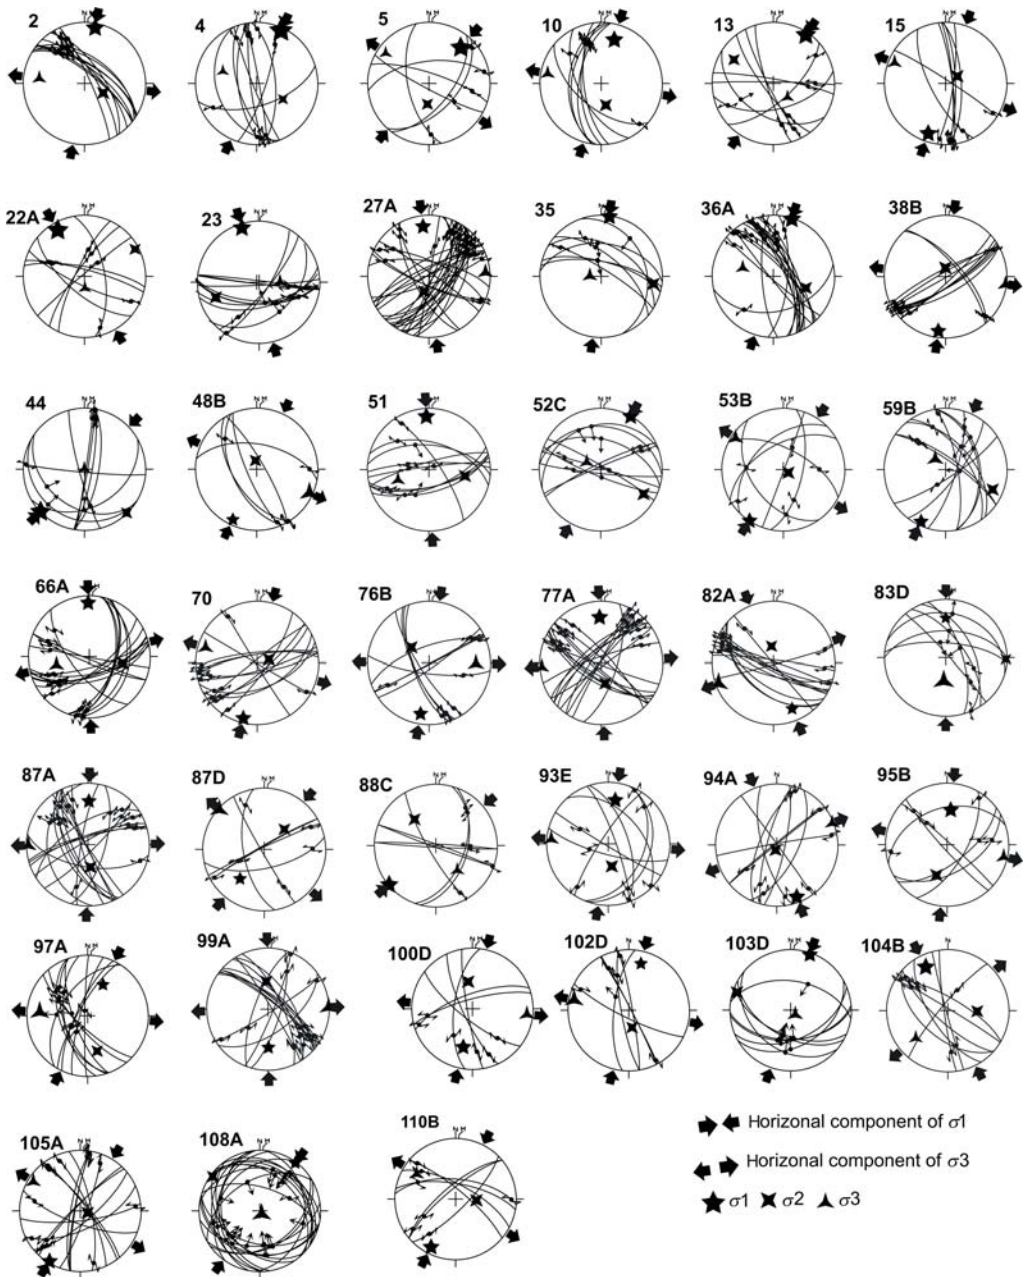 2 4 5 10 13 15
22A 23 27A 35 36A 38B
44 48B 51 52C 53B 59B
66A 70 76B 77A 82A 83D
87A 87D 88C 93E 94A 95B
97A 99A 100D 102D 103D 104B
105A 108A 110B
Horizonal component of σ1
Horizonal component of σ3
σ1 σ2 σ3